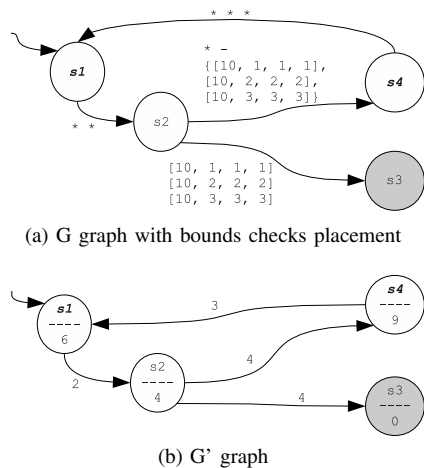 * * *
s1
* -
{[10, 1, 1, 1],
[10, 2, 2, 2],
[10, 3, 3, 3]}
s4
* *
s2
[10, 1, 1, 1]
[10, 2, 2, 2]
[10, 3, 3, 3]
s3
(a) G graph with bounds checks placement
s1
----
6
3
s4
----
9
2
s2
----
4
4
4
s3
----
0
(b) G' graph